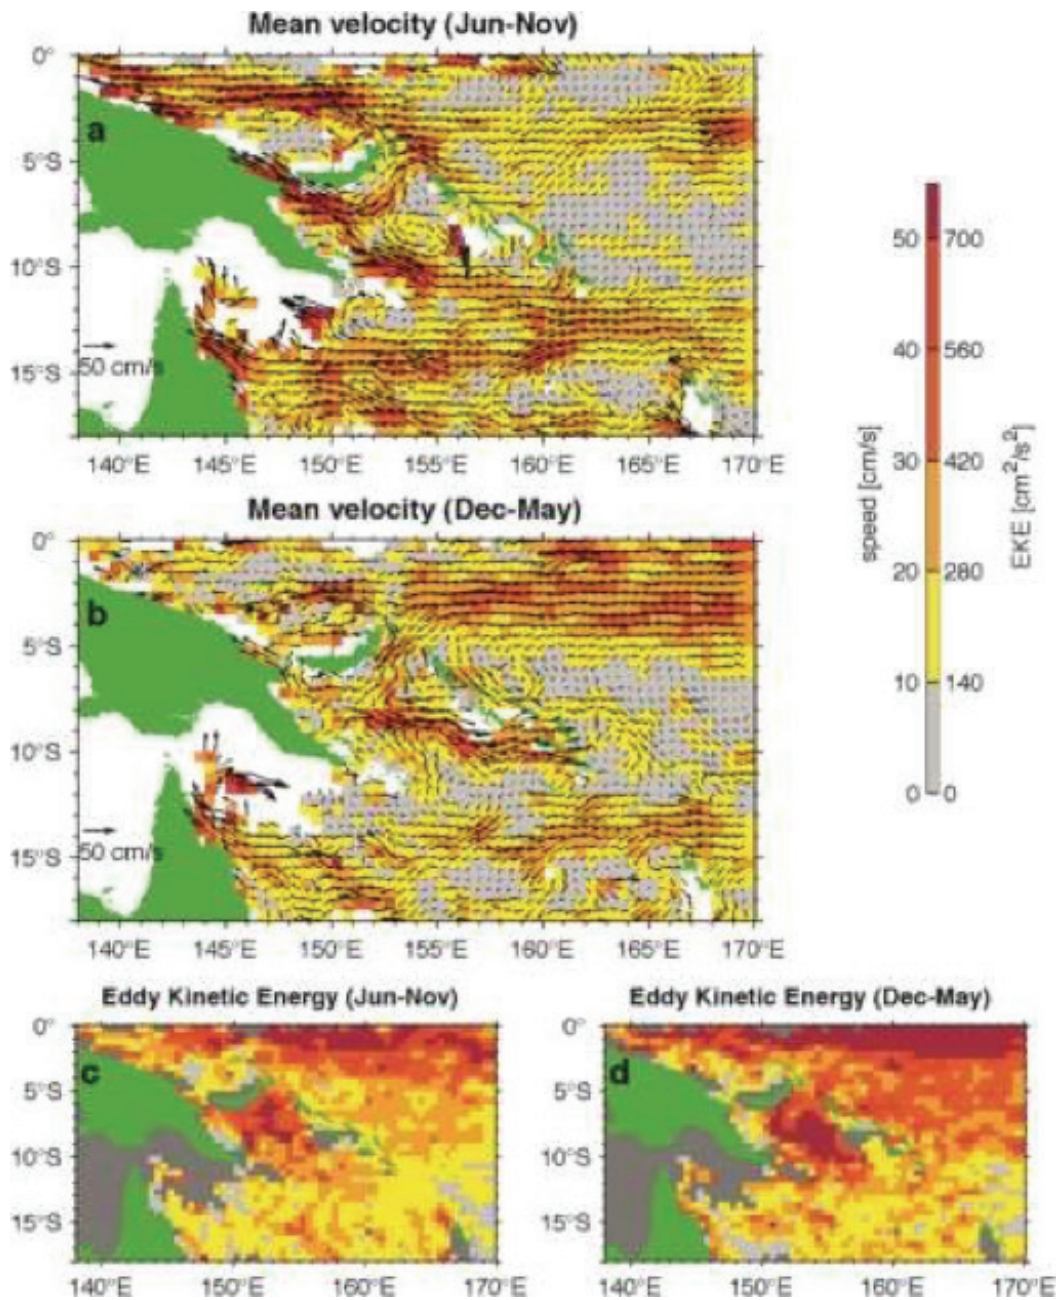 Mean velocity (Jun-Nov)
0°
a
5°S
10°S
50 cm/s
15°S
140°E 145°E 150°E 155°E 160°E 165°E 170°E
Mean velocity (Dec-May)
0°
b
5°S
10°S
50 cm/s
15°S
140°E 145°E 150°E 155°E 160°E 165°E 170°E
speed [cm/s]
50 700
40 560
30 420
20 280
10 140
0 0
EKE [cm²/s²]
Eddy Kinetic Energy (Jun-Nov)
0°
c
5°S
10°S
15°S
140°E 150°E 160°E 170°E
Eddy Kinetic Energy (Dec-May)
0°
d
5°S
10°S
15°S
140°E 150°E 160°E 170°E